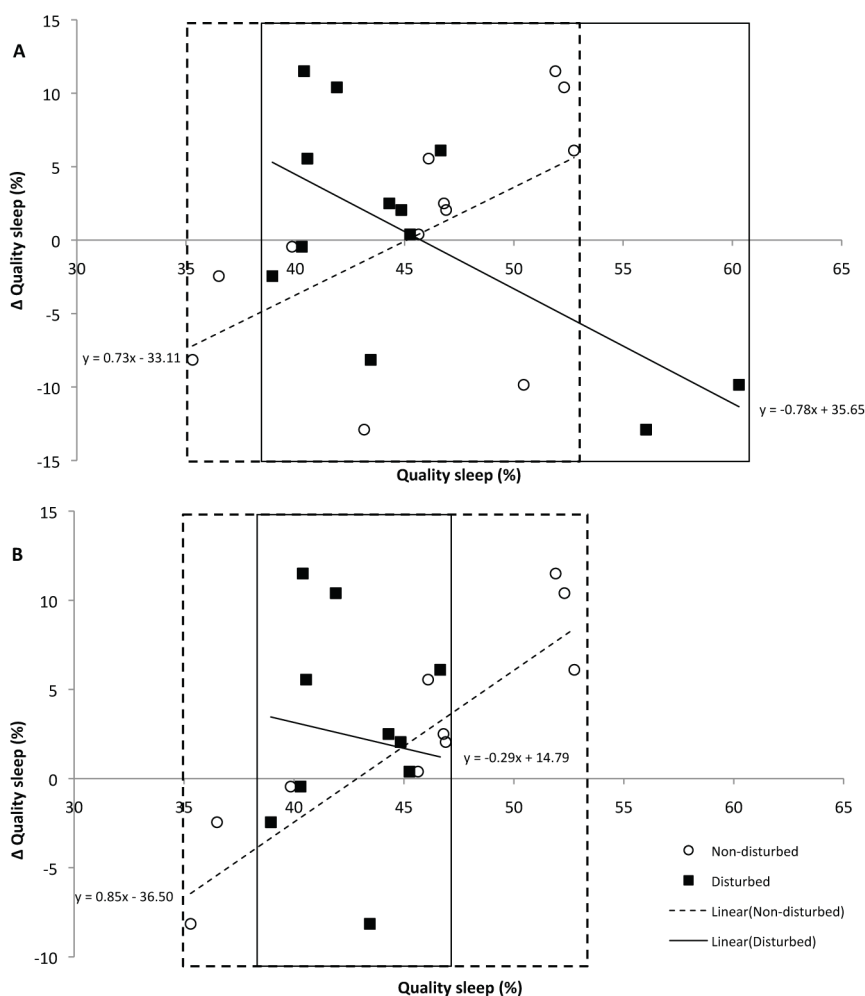 15
A
10
5
0
30 35 40 45 50 55 60 65
Δ Quality sleep (%)
-5
y = 0.73x - 33.11
-10
y = -0.78x + 35.65
-15
Quality sleep (%)
15
B
10
5
y = -0.29x + 14.79
0
30 35 40 45 50 55 60 65
Δ Quality sleep (%)
Non-disturbed
-5
Disturbed
y = 0.85x - 36.50
Linear(Non-disturbed)
Linear(Disturbed)
-10
Quality sleep (%)